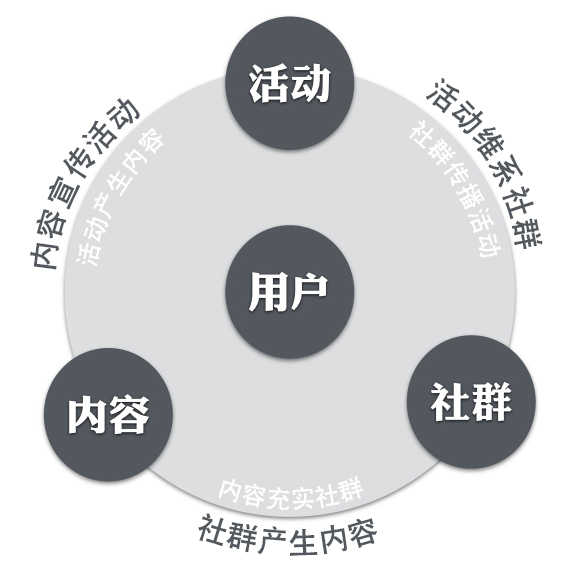 活动
内容宣传活动
活动产生内容
活动维系社群
社群传播活动
用户
内容
社群
内容充实社群
社群产生内容